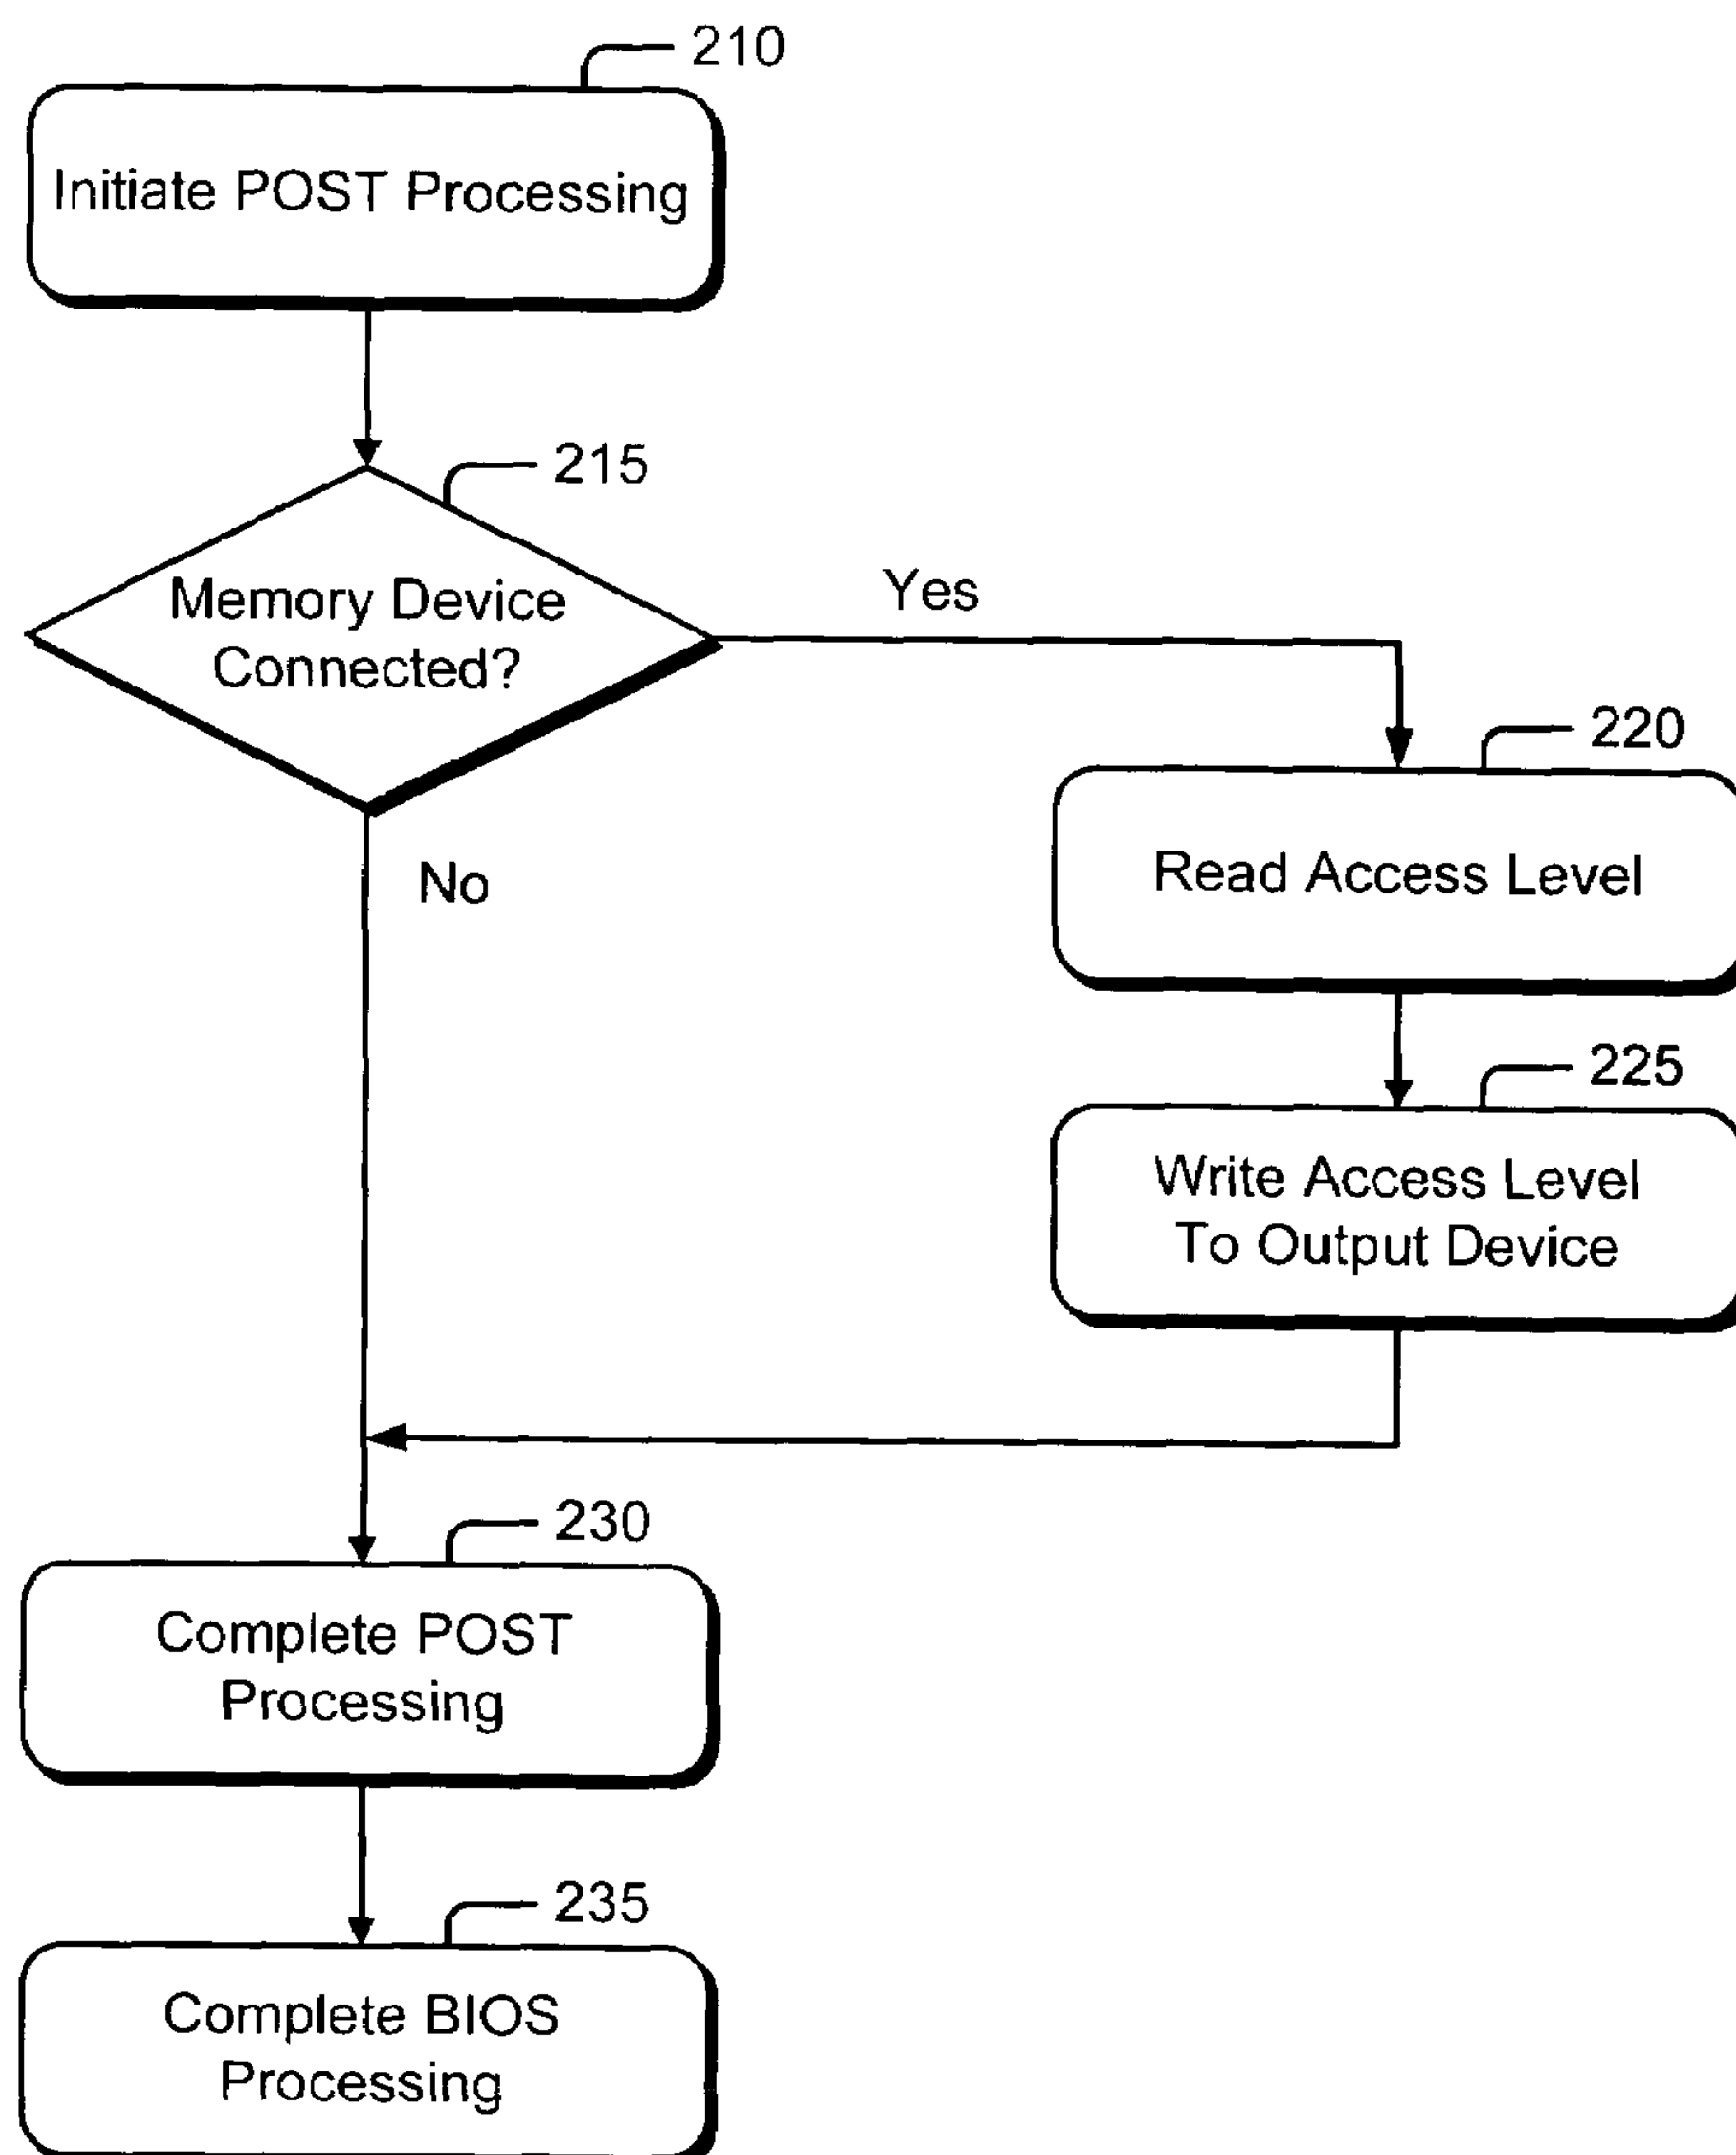 210
Initiate POST Processing
215
Memory Device
Connected?
Yes
No
220
Read Access Level
225
Write Access Level
To Output Device
230
Complete POST
Processing
235
Complete BIOS
Processing